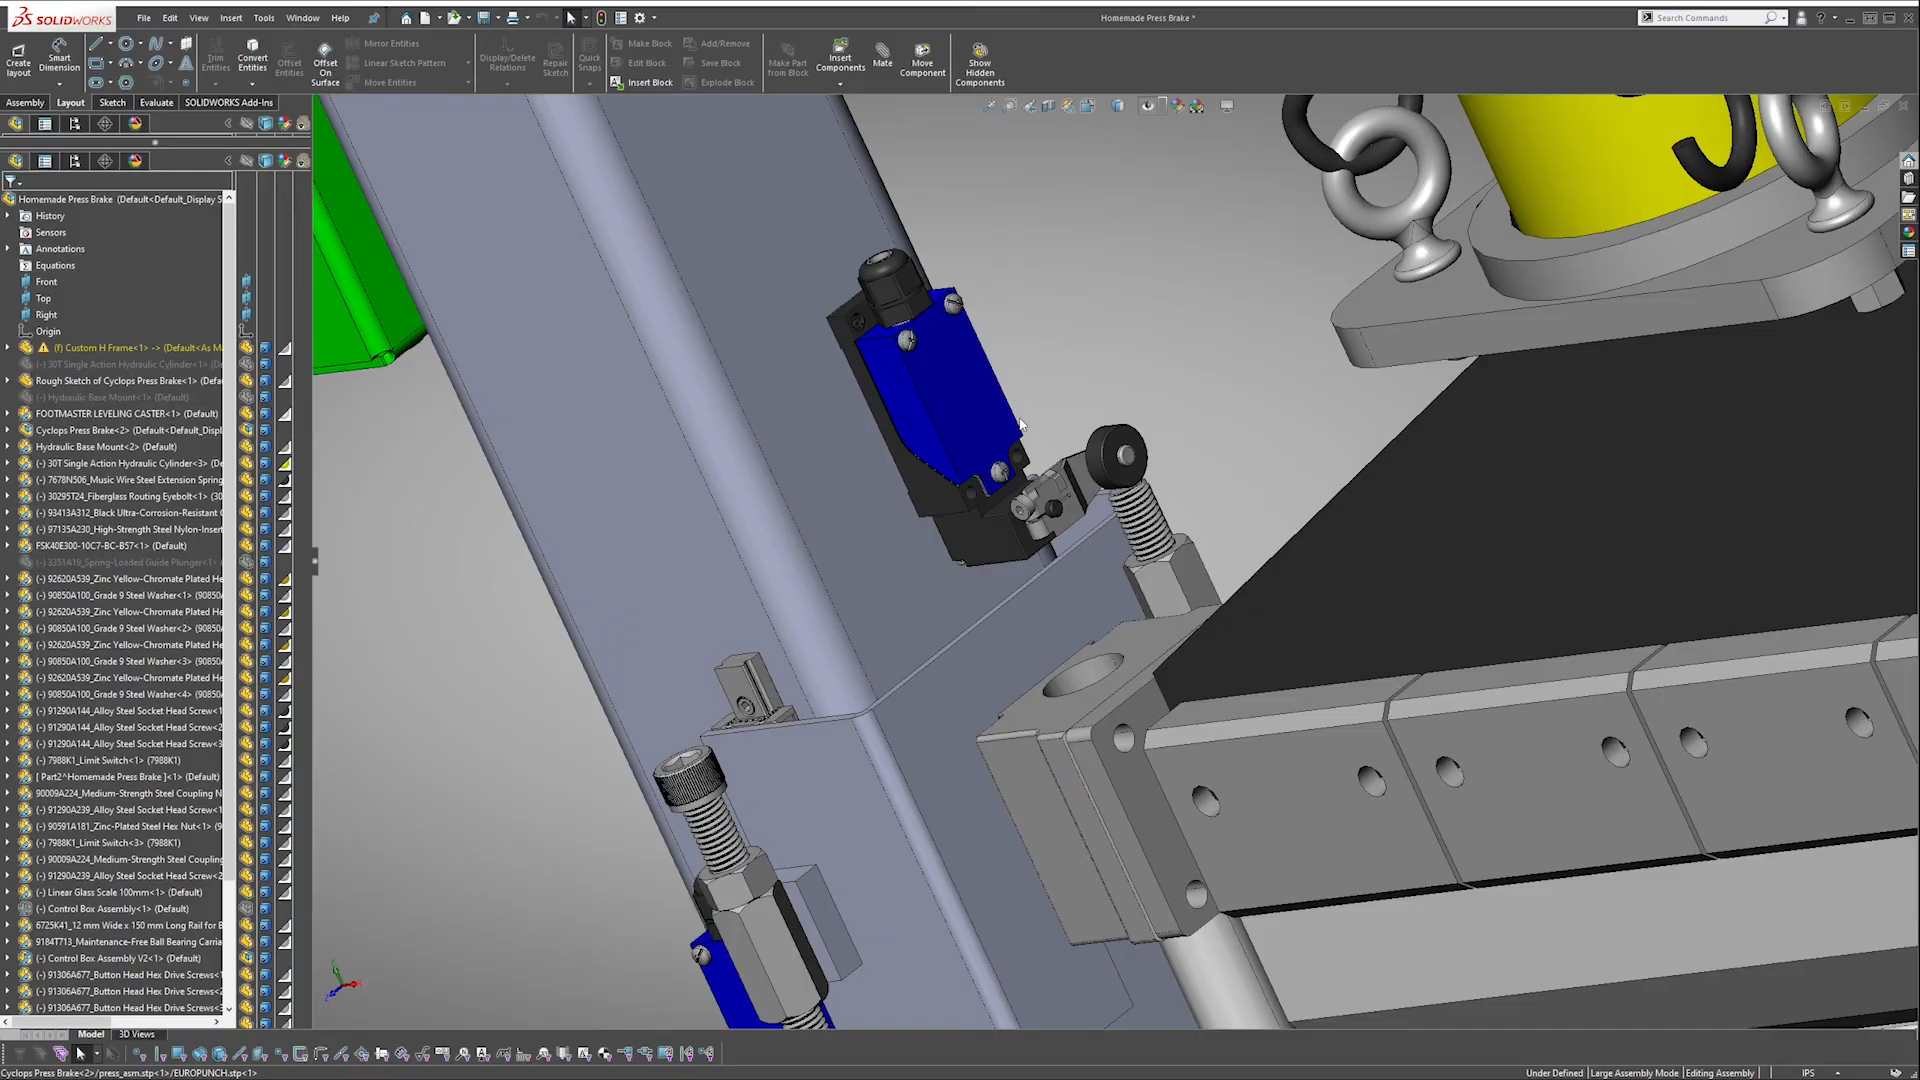 SOLIDWORKS
File Edit View Insert Tools Window Help
Homemade Press Brake *
Search Commands
Create layout
Smart Dimension
Trim Entities
Convert Entities
Offset Entities
Offset On Surface
Mirror Entities
Linear Sketch Pattern
Move Entities
Display/Delete Relations
Repair Sketch
Quick Snaps
Make Block
Edit Block
Insert Block
Add/Remove
Save Block
Explode Block
Make Part from Block
Insert Components
Mate
Move Component
Show Hidden Components
Assembly Layout Sketch Evaluate SOLIDWORKS Add-Ins
Homemade Press Brake (Default<Default_Display S
History
Sensors
Annotations
Equations
Front
Top
Right
Origin
(f) Custom H Frame<1> -> (Default<As Ma
(-) 30T Single Action Hydraulic Cylinder<1> (De
Rough Sketch of Cyclops Press Brake<1> (Defau
(-) Hydraulic Base Mount<1> (Default)
FOOTMASTER LEVELING CASTER<1> (Default)
Cyclops Press Brake<2> (Default<Default_Displ
Hydraulic Base Mount<2> (Default)
(-) 30T Single Action Hydraulic Cylinder<3> (De
(-) 7678N506_Music Wire Steel Extension Spring
(-) 30295T24_Fiberglass Routing Eyebolt<1> (30
(-) 93413A312_Black Ultra-Corrosion-Resistant C
(-) 97135A230_High-Strength Steel Nylon-Insert
FSK40E300-10C7-BC-B57<1> (Default)
(-) 3351A19_Spring-Loaded Guide Plunger<1> (
(-) 92620A539_Zinc Yellow-Chromate Plated He
(-) 90850A100_Grade 9 Steel Washer<1> (90850A
(-) 92620A539_Zinc Yellow-Chromate Plated He
(-) 90850A100_Grade 9 Steel Washer<2> (90850A
(-) 92620A539_Zinc Yellow-Chromate Plated He
(-) 90850A100_Grade 9 Steel Washer<3> (90850A
(-) 92620A539_Zinc Yellow-Chromate Plated He
(-) 90850A100_Grade 9 Steel Washer<4> (90850A
(-) 91290A144_Alloy Steel Socket Head Screw<1
(-) 91290A144_Alloy Steel Socket Head Screw<2
(-) 91290A144_Alloy Steel Socket Head Screw<3
(-) 7988K1_Limit Switch<1> (7988K1)
[ Part2^Homemade Press Brake ]<1> (Default)
90009A224_Medium-Strength Steel Coupling N
(-) 91290A239_Alloy Steel Socket Head Screw<1
(-) 90591A181_Zinc-Plated Steel Hex Nut<1> (9
(-) 7988K1_Limit Switch<3> (7988K1)
(-) 90009A224_Medium-Strength Steel Coupling
(-) 91290A239_Alloy Steel Socket Head Screw<2
(-) Linear Glass Scale 100mm<1> (Default)
(-) Control Box Assembly<1> (Default)
6725K41_12 mm Wide x 150 mm Long Rail for B
9184T713_Maintenance-Free Ball Bearing Carria
(-) Control Box Assembly V2<1> (Default)
(-) 91306A677_Button Head Hex Drive Screws<1
(-) 91306A677_Button Head Hex Drive Screws<2
(-) 91306A677_Button Head Hex Drive Screws<3
Model 3D Views
Cyclops Press Brake<2>/press_asm.stp<1>/EUROPUNCH.stp<1>
Under Defined Large Assembly Mode Editing Assembly IPS